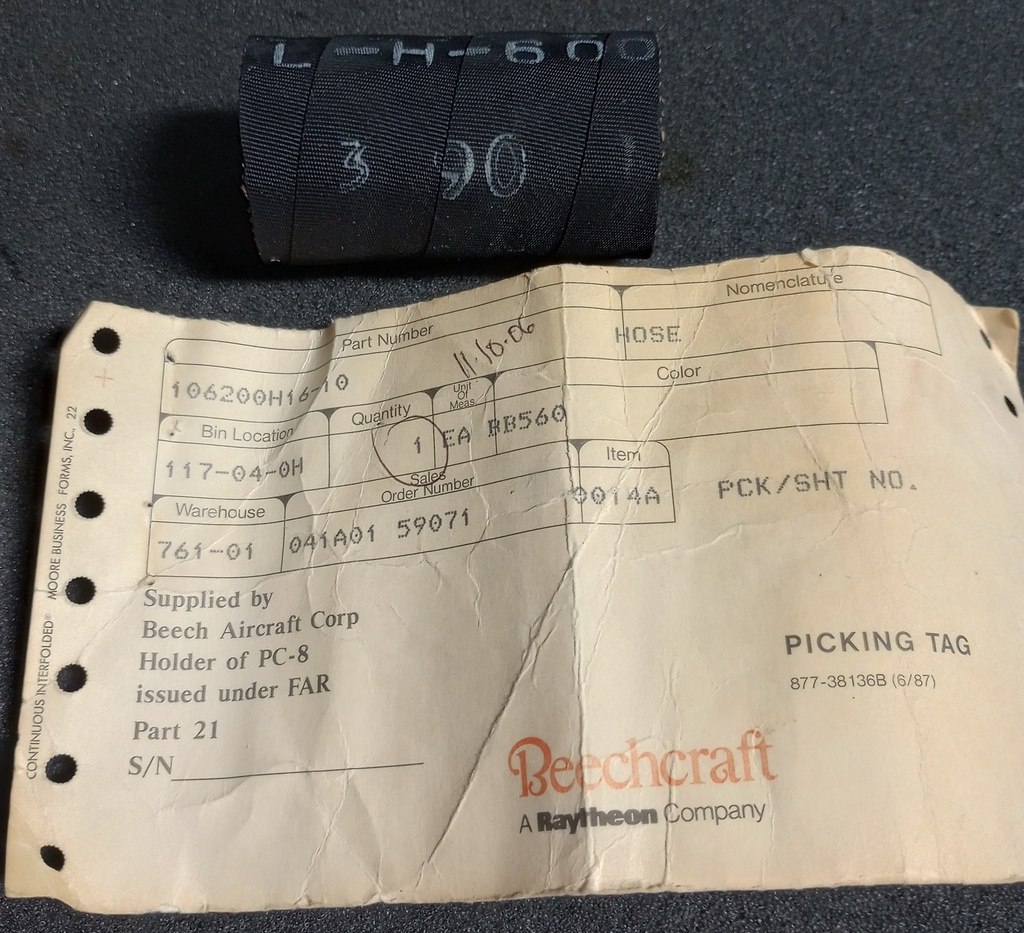 L-H-600
3 90
Nomenclature
Part Number
HOSE
11.10.06
106200H16-10
Color
Unit Of Meas.
Quantity
Bin Location
1 EA BB560
117-04-0H
Sales Order Number
Item
Warehouse
0014A
PCK/SHT NO.
041A01 59071
761-01
Supplied by
Beech Aircraft Corp
Holder of PC-8
issued under FAR
Part 21
S/N
PICKING TAG
877-38136B (6/87)
Beechcraft
A Raytheon Company
CONTINUOUS INTERFOLDED® MOORE BUSINESS FORMS, INC., 22